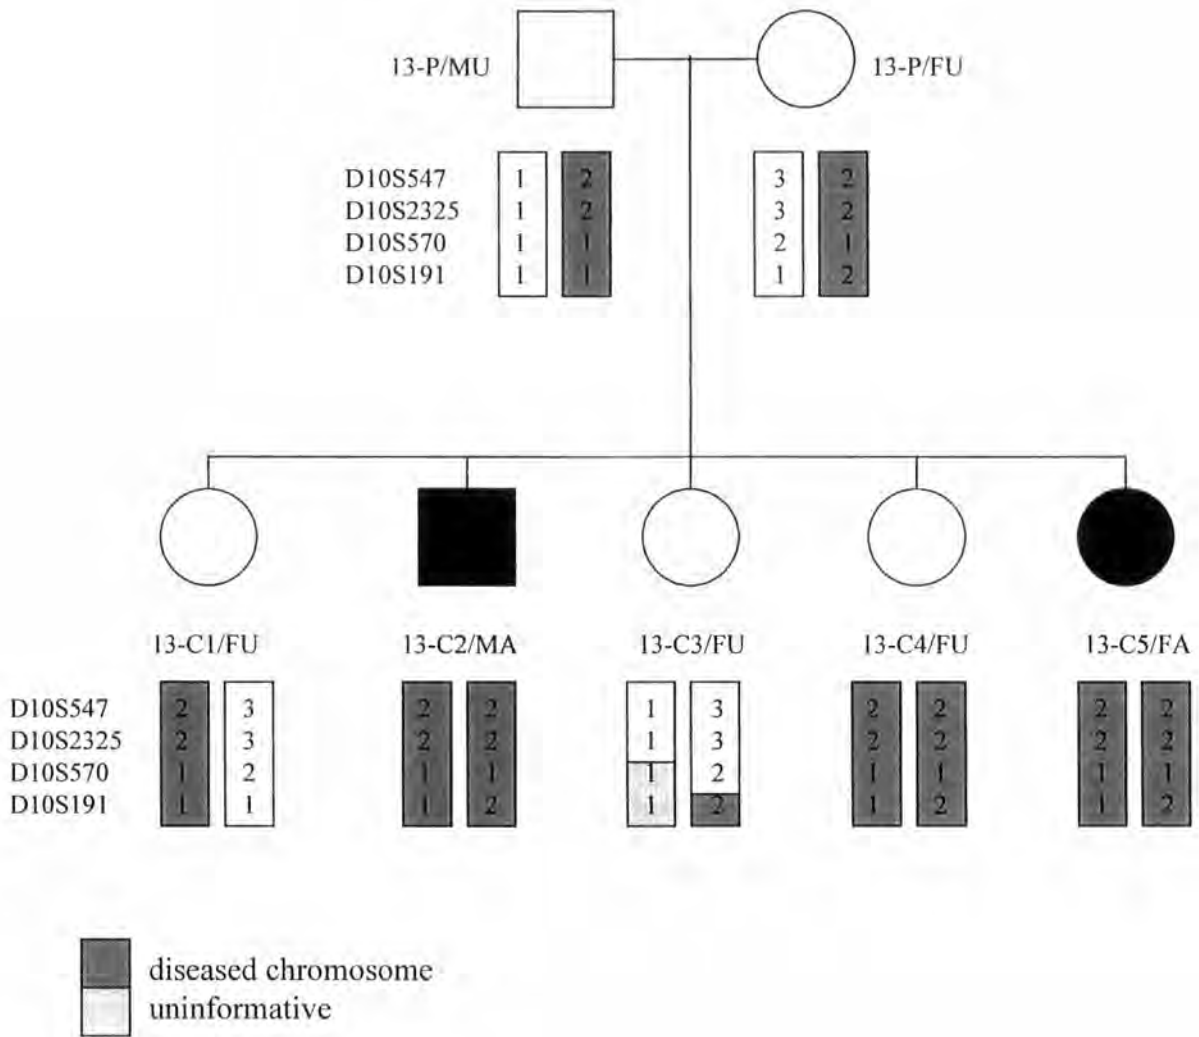 13-P/MU 13-P/FU
D10S547 1 2 3 2
D10S2325 1 2 3 2
D10S570 1 1 2 1
D10S191 1 1 1 2
13-C1/FU 13-C2/MA 13-C3/FU 13-C4/FU 13-C5/FA
D10S547 2 3 2 2 1 3 2 2 2 2
D10S2325 2 3 2 2 1 3 2 2 2 2
D10S570 1 2 1 1 1 2 1 1 1 1
D10S191 1 1 1 2 1 2 1 2 1 2
diseased chromosome
uninformative